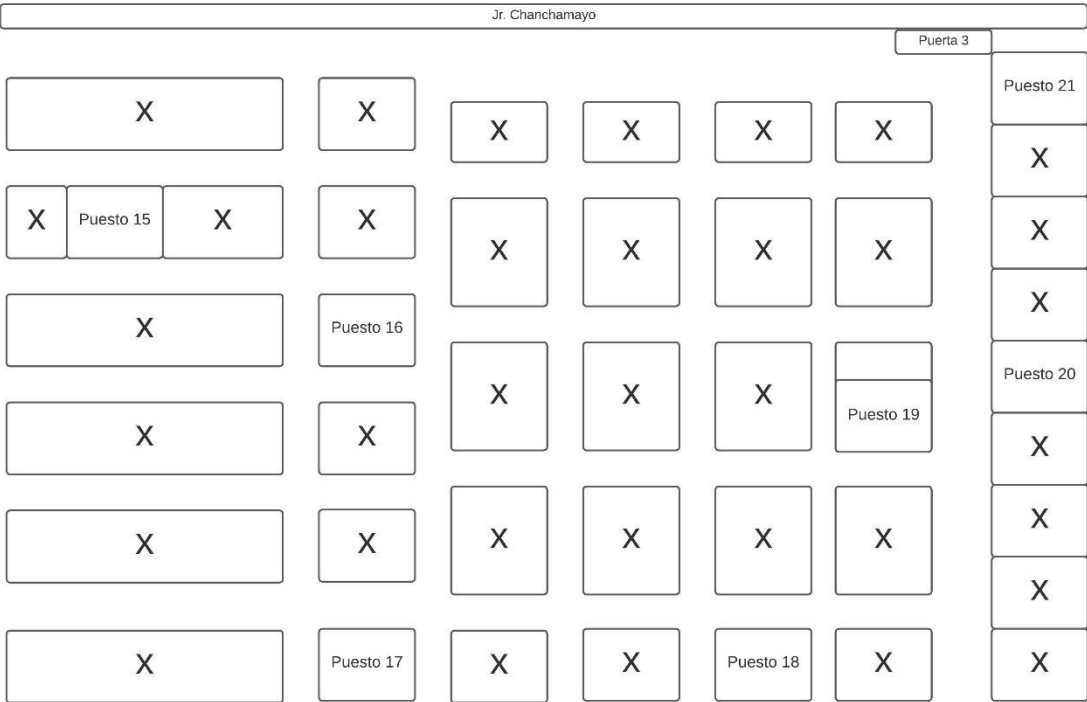 Jr. Chanchamayo
Puerta 3
Puesto 21
X
X
X
X
X
X
X
X
Puesto 15
X
X
X
X
X
X
X
X
X
Puesto 16
X
X
X
X
Puesto 20
Puesto 19
X
X
X
X
X
X
X
X
X
X
X
X
X
Puesto 17
X
X
Puesto 18
X
X